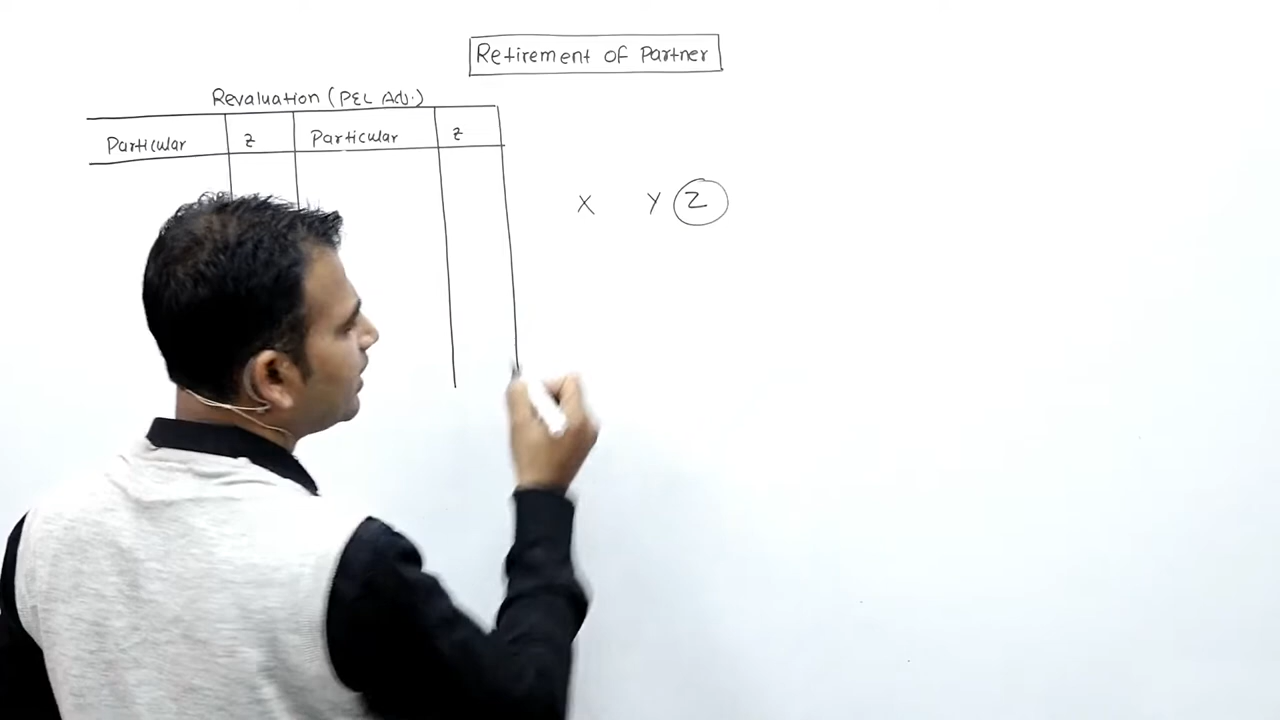 Retirement of Partner
Revaluation (P&L Adj.)
Particular ₹ Particular ₹
X Y Z